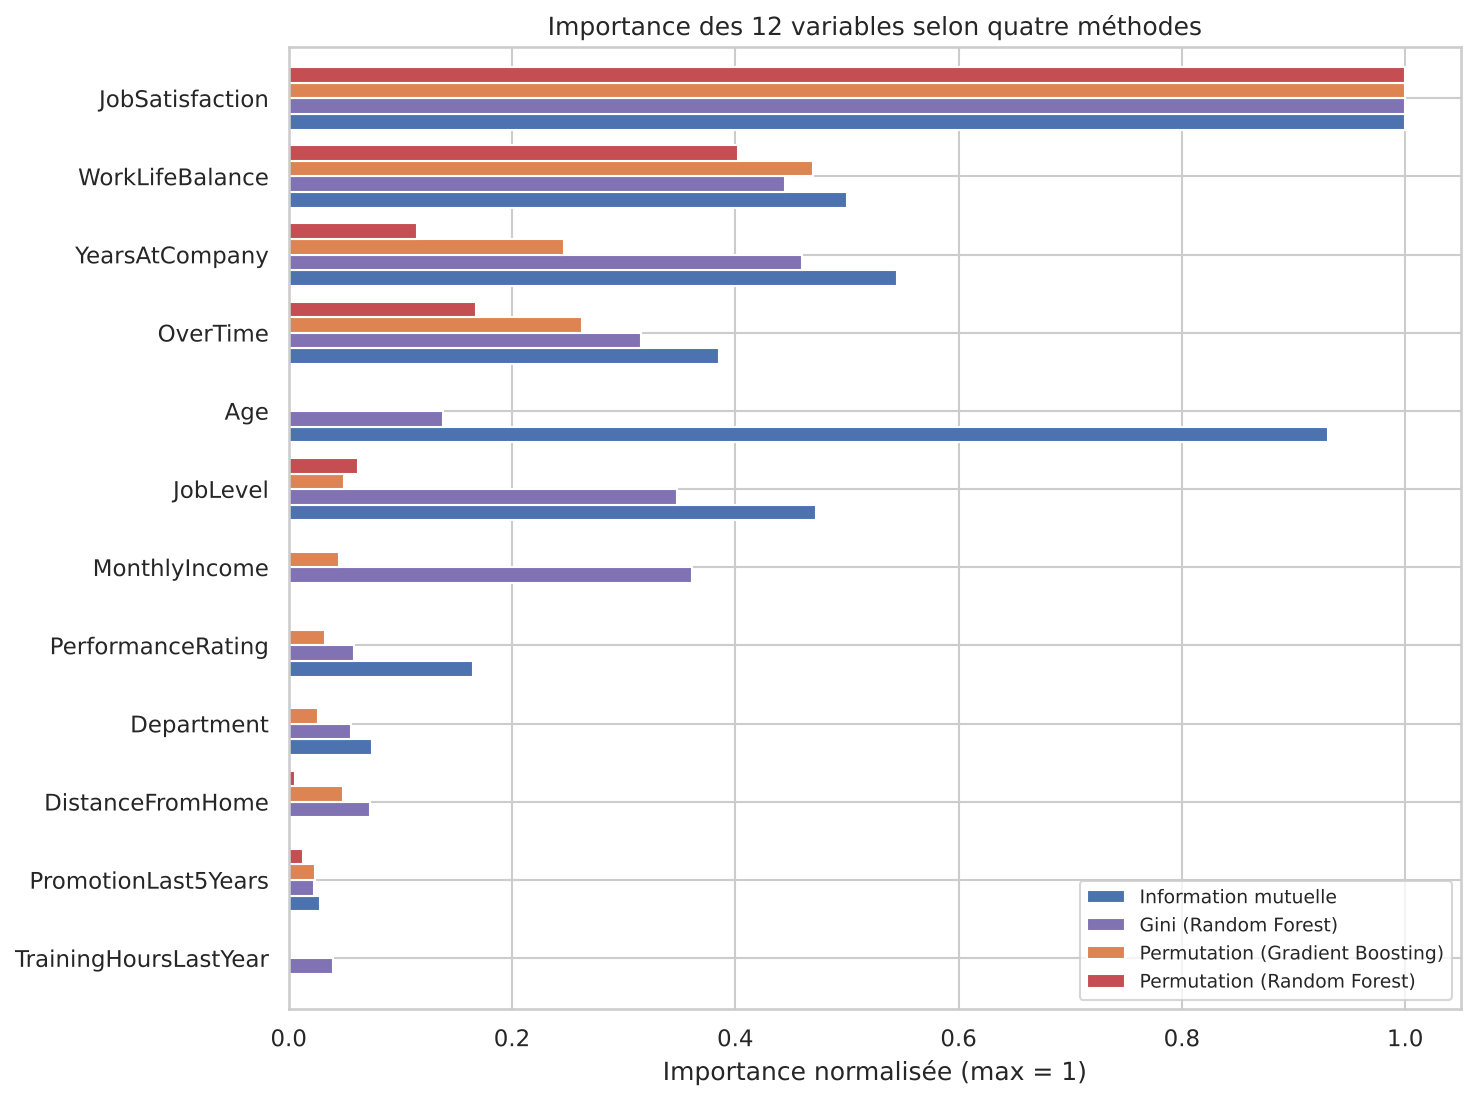 Importance des 12 variables selon quatre méthodes
JobSatisfaction
WorkLifeBalance
YearsAtCompany
OverTime
Age
JobLevel
MonthlyIncome
PerformanceRating
Department
DistanceFromHome
PromotionLast5Years
TrainingHoursLastYear
Information mutuelle
Gini (Random Forest)
Permutation (Gradient Boosting)
Permutation (Random Forest)
0.0 0.2 0.4 0.6 0.8 1.0
Importance normalisée (max = 1)